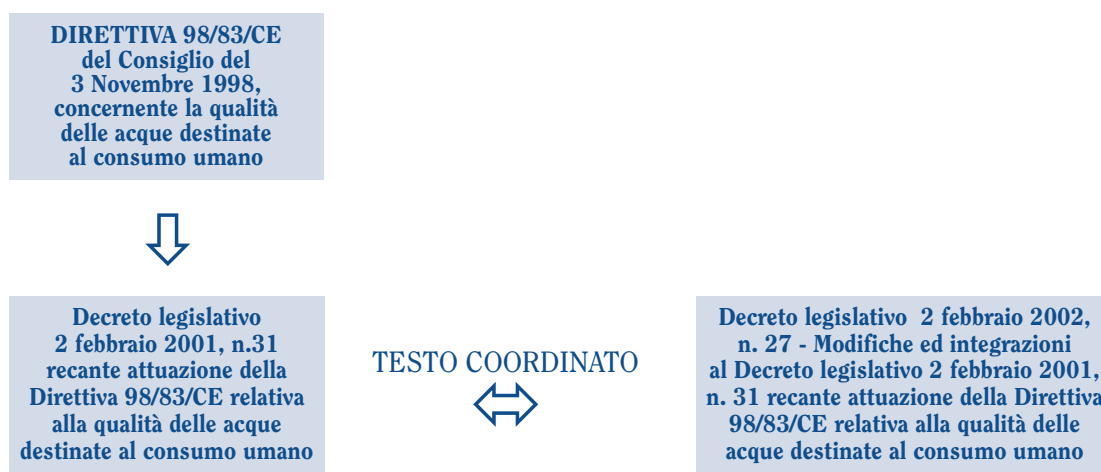 DIRETTIVA 98/83/CE
del Consiglio del
3 Novembre 1998,
concernente la qualità
delle acque destinate
al consumo umano
Decreto legislativo
2 febbraio 2001, n.31
recante attuazione della
Direttiva 98/83/CE relativa
alla qualità delle acque
destinate al consumo umano
TESTO COORDINATO
Decreto legislativo 2 febbraio 2002,
n. 27 - Modifiche ed integrazioni
al Decreto legislativo 2 febbraio 2001,
n. 31 recante attuazione della Direttiva
98/83/CE relativa alla qualità delle
acque destinate al consumo umano